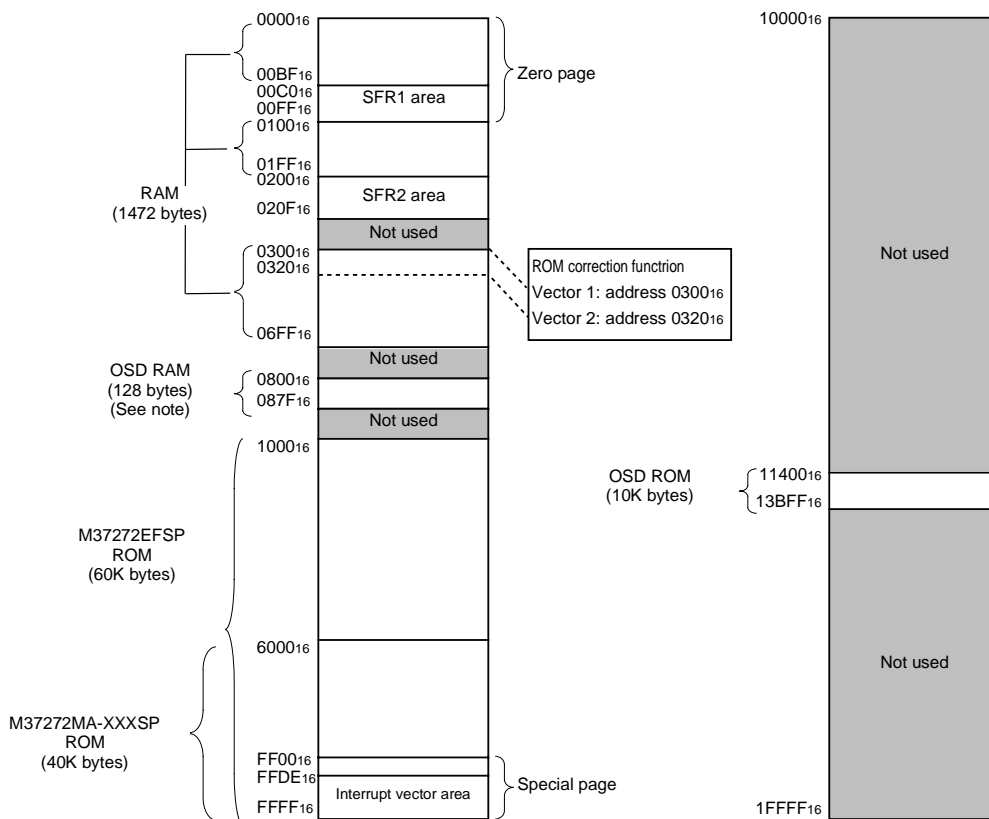 0000₁₆
00BF₁₆
00C0₁₆
00FF₁₆
0100₁₆
01FF₁₆
0200₁₆
020F₁₆
0300₁₆
0320₁₆
06FF₁₆
0800₁₆
087F₁₆
1000₁₆
6000₁₆
FF00₁₆
FFDE₁₆
FFFF₁₆
RAM
(1472 bytes)
OSD RAM
(128 bytes)
(See note)
M37272EFSP
ROM
(60K bytes)
M37272MA-XXXSP
ROM
(40K bytes)
SFR1 area
SFR2 area
Not used
Not used
Not used
Interrupt vector area
Zero page
ROM correction functrion
Vector 1: address 0300₁₆
Vector 2: address 0320₁₆
Special page
10000₁₆
Not used
OSD ROM
(10K bytes)
11400₁₆
13BFF₁₆
Not used
1FFFF₁₆